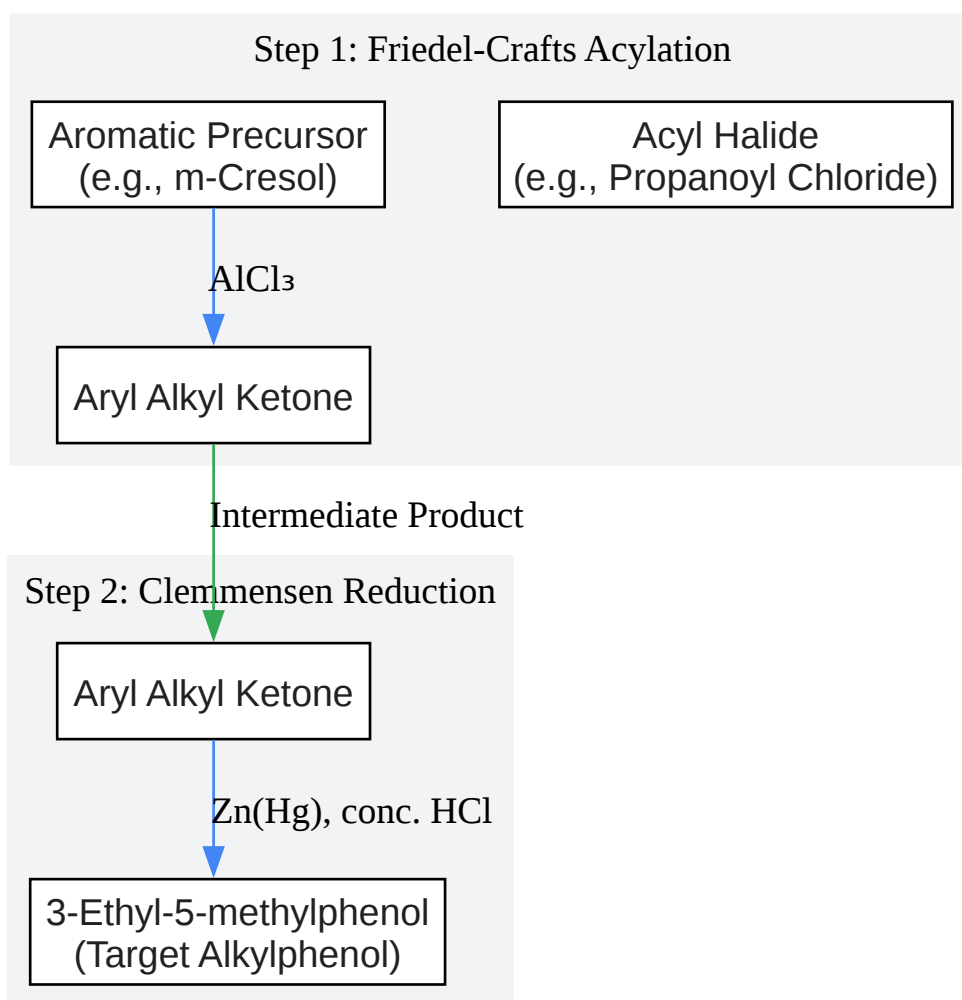 Step 1: Friedel-Crafts Acylation
Aromatic Precursor
(e.g., m-Cresol)
Acyl Halide
(e.g., Propanoyl Chloride)
AlCl₃
Aryl Alkyl Ketone
Intermediate Product
Step 2: Clemmensen Reduction
Aryl Alkyl Ketone
Zn(Hg), conc. HCl
3-Ethyl-5-methylphenol
(Target Alkylphenol)